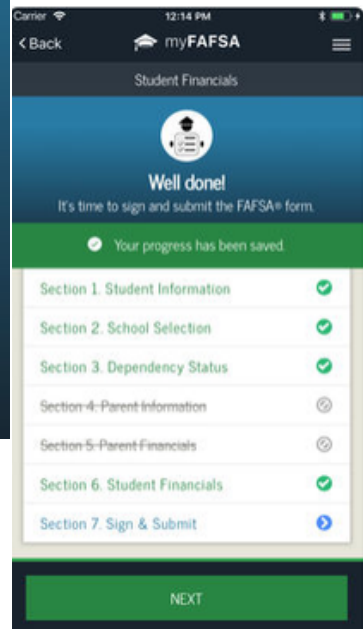 Carrier 12:14 PM
< Back myFAFSA
Student Financials
Well done!
It's time to sign and submit the FAFSA® form.
Your progress has been saved.
Section 1. Student Information
Section 2. School Selection
Section 3. Dependency Status
Section 4. Parent Information
Section 5. Parent Financials
Section 6. Student Financials
Section 7. Sign & Submit
NEXT